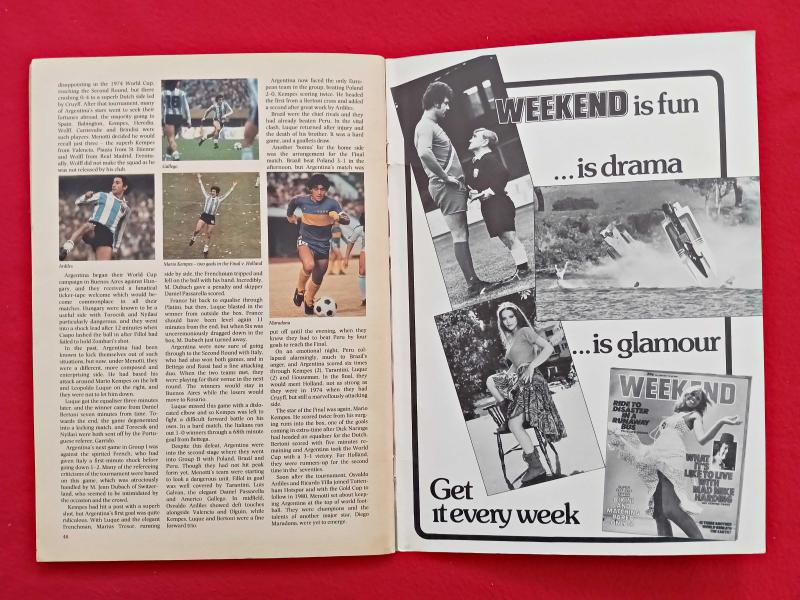 disappointing in the 1974 World Cup,
reaching the Second Round, but there
crushing 0-4 to a superb Dutch side led
by Cruyff. After that tournament, many
of Argentina's stars went to seek their
fortunes abroad, the majority going to
Spain. Babington, Kempes, Heredia,
Wolff, Carnevale and Brindisi were
such players. Menotti decided he would
recall just three – the superb Kempes
from Valencia, Piazza from St. Etienne
and Wolff from Real Madrid. Eventu-
ally, Wolff did not make the squad as he
was not released by his club.
Gallego
Argentina now faced the only Euro-
pean team in the group, beating Poland
2-0, Kempes scoring twice. He headed
the first from a Bertoni cross and added
a second after great work by Ardiles.
Brazil were the chief rivals and they
had already beaten Peru. In the vital
clash, Luque returned after injury and
the death of his brother. It was a hard
game, and a goalless draw.
Another 'bonus' for the home side
was the arrangement for the Final
match. Brazil beat Poland 3-1 in the
afternoon, but Argentina's match was
Ardiles
Mario Kempes – two goals in the Final v. Holland
Maradona
Argentina began their World Cup
campaign in Buenos Aires against Hun-
gary, and they received a fanatical
ticker-tape welcome which would be-
come commonplace in all their
matches. Hungary were known to be a
useful side with Torocsik and Nyilasi
particularly dangerous, and they went
into a shock lead after 12 minutes when
Csapo lashed the ball in after Fillol had
failed to hold Zombori's shot.
In the past, Argentina had been
known to kick themselves out of such
situations, but now, under Menotti, they
were a different, more composed and
enterprising side. He had based his
attack around Mario Kempes on the left
and Leopoldo Luque on the right, and
they were not to let him down.
Luque got the equaliser three minutes
later, and the winner came from Daniel
Bertoni seven minutes from time. To-
wards the end, the game degenerated
into a kicking match, and Torocsik and
Nyilasi were both sent off by the Portu-
guese referee, Garrido.
Argentina's next game in Group I was
against the spirited French, who had
given Italy a first-minute shock before
going down 1-2. Many of the refereeing
criticisms of the tournament were based
on this game, which was atrociously
handled by M. Jean Dubach of Switzer-
land, who seemed to be intimidated by
the occasion and the crowd.
Kempes hit a post with a superb
shot, but Argentina's first goal was quite
ridiculous. With Luque and the elegant
Frenchman, Marius Tresor, running
46
side by side, the Frenchman tripped and
fell on the ball with his hand. Incredibly,
M. Dubach gave a penalty and skipper
Daniel Passarella scored.
France hit back to equalise through
Platini, but then, Luque blasted in the
winner from outside the box. France
should have been level again 11
minutes from the end, but when Six was
unceremoniously dragged down in the
box, M. Dubach just turned away.
Argentina were now sure of going
through to the Second Round with Italy,
who had also won both games, and in
Bettega and Rossi had a fine attacking
duo. When the two teams met, they
were playing for their venue in the next
round. The winners would stay in
Buenos Aires while the losers would
move to Rosario.
Luque missed this game with a dislo-
cated elbow and so Kempes was left to
fight a difficult forward battle on his
own. In a hard match, the Italians ran
out 1-0 winners through a 68th minute
goal from Bettega.
Despite this defeat, Argentina were
into the second stage where they went
into Group B with Poland, Brazil and
Peru. Though they had not hit peak
form yet, Menotti's team were starting
to look a dangerous unit. Fillol in goal
was well covered by Tarantini, Luis
Galvan, the elegant Daniel Passarella
and Americo Gallego. In midfield,
Osvaldo Ardiles showed deft touches
alongside Valencia and Olguin, while
Kempes, Luque and Bertoni were a fine
forward trio.
put off until the evening, when they
knew they had to beat Peru by four
goals to reach the Final.
On an emotional night, Peru col-
lapsed alarmingly, much to Brazil's
anger, and Argentina scored six times
through Kempes (2), Tarantini, Luque
(2) and Houseman. In the final, they
would meet Holland, not as strong as
they were in 1974 when they had
Cruyff, but still a marvellously attacking
side.
The star of the Final was again, Mario
Kempes. He scored twice from his surg-
ing runs into the box, one of the goals
coming in extra-time after Dick Naninga
had headed an equaliser for the Dutch.
Bertoni scored with five minutes re-
maining and Argentina took the World
Cup with a 3-1 victory. For Holland,
they were runners-up for the second
time in the 'seventies.
Soon after the tournament, Osvaldo
Ardiles and Ricardo Villa joined Totten-
ham Hotspur and with the Gold Cup to
follow in 1980, Menotti set about keep-
ing Argentina at the top of world foot-
ball. They were champions and the
talents of another major star, Diego
Maradona, were yet to emerge.
WEEKEND is fun
...is drama
...is glamour
WEEKEND
RIDE TO
DISASTER
IN A
RUNAWAY
BUS
WHAT
LIKE TO LIVE
WITH
HARDING
Get
it every week